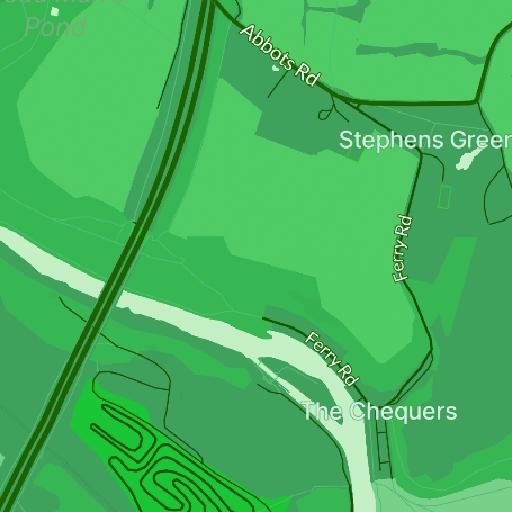 Pond
Abbots Rd
Stephens Green
Ferry Rd
Ferry Rd
The Chequers